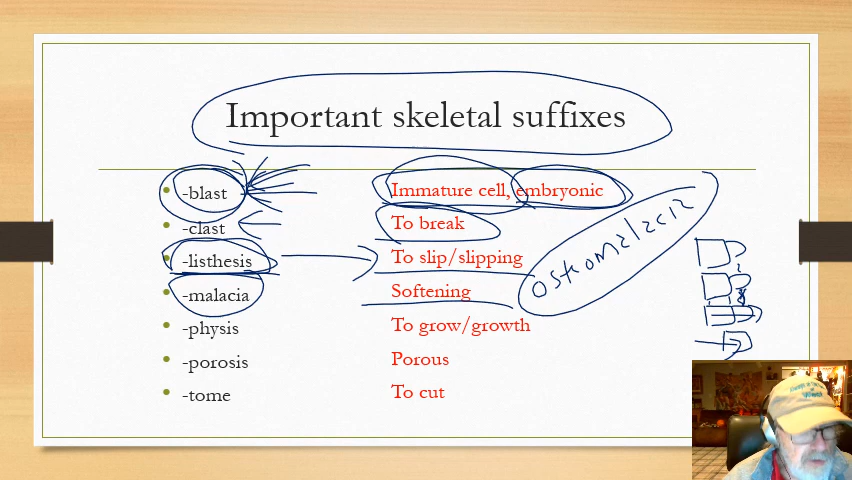 Important skeletal suffixes
-blast Immature cell, embryonic
-clast To break
-listhesis To slip/slipping
-malacia Softening
osteomalacia
-physis To grow/growth
-porosis Porous
-tome To cut